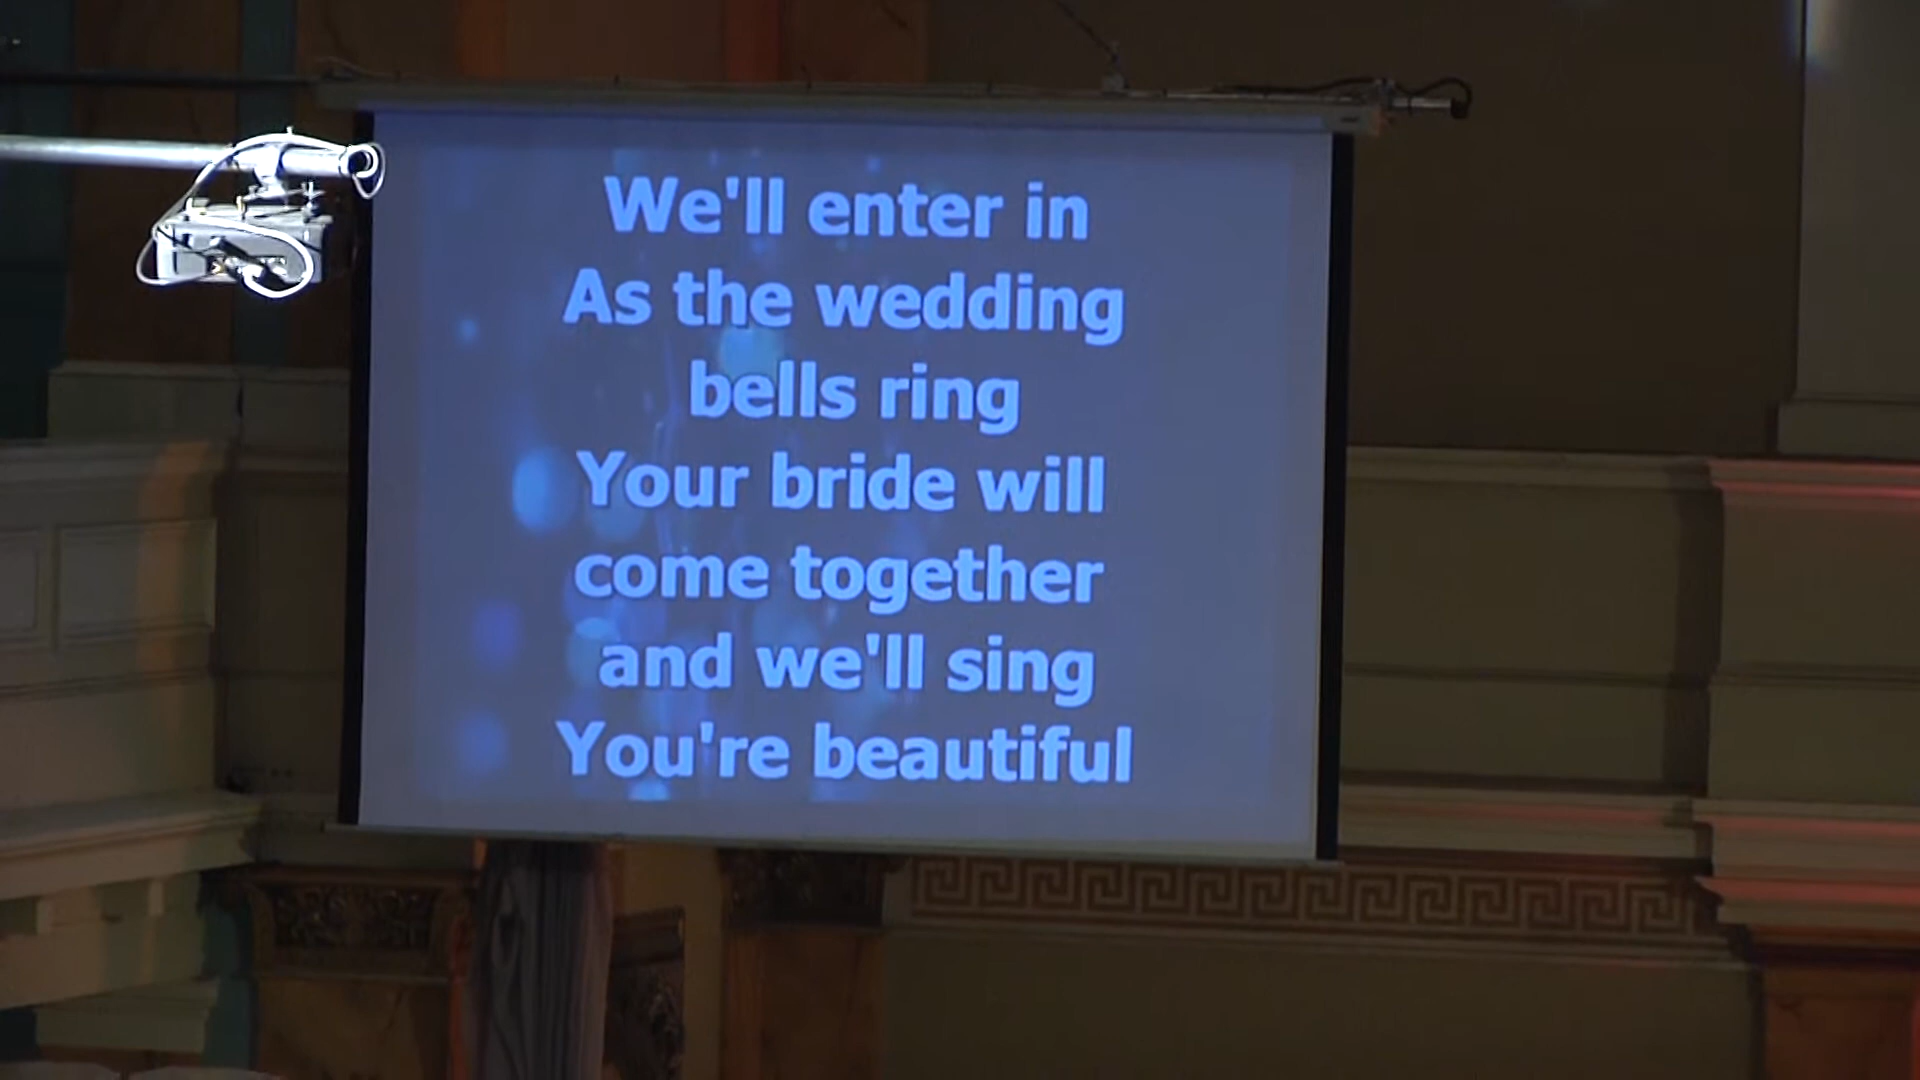 We'll enter in
As the wedding
bells ring
Your bride will
come together
and we'll sing
You're beautiful